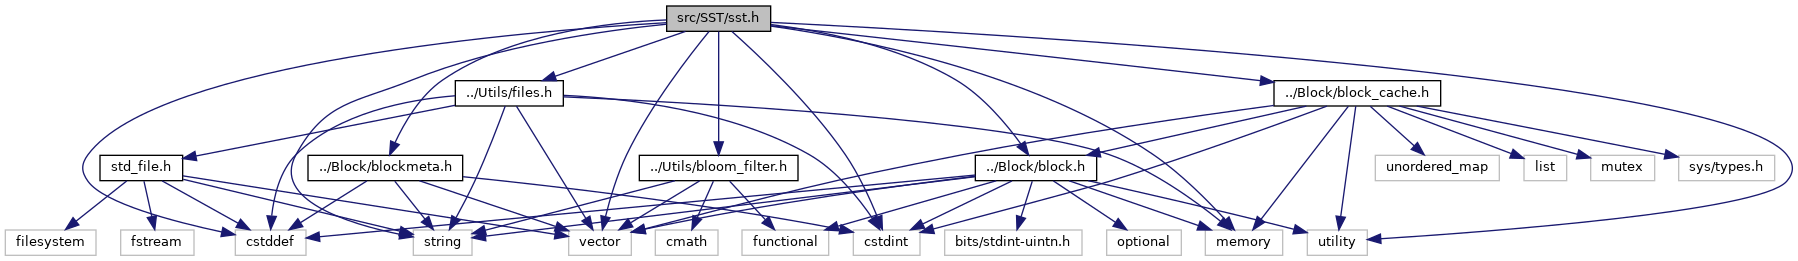 src/SST/sst.h
../Utils/files.h
../Block/block_cache.h
std_file.h
../Block/blockmeta.h
../Utils/bloom_filter.h
../Block/block.h
unordered_map
list
mutex
sys/types.h
filesystem
fstream
cstddef
string
vector
cmath
functional
cstdint
bits/stdint-uintn.h
optional
memory
utility